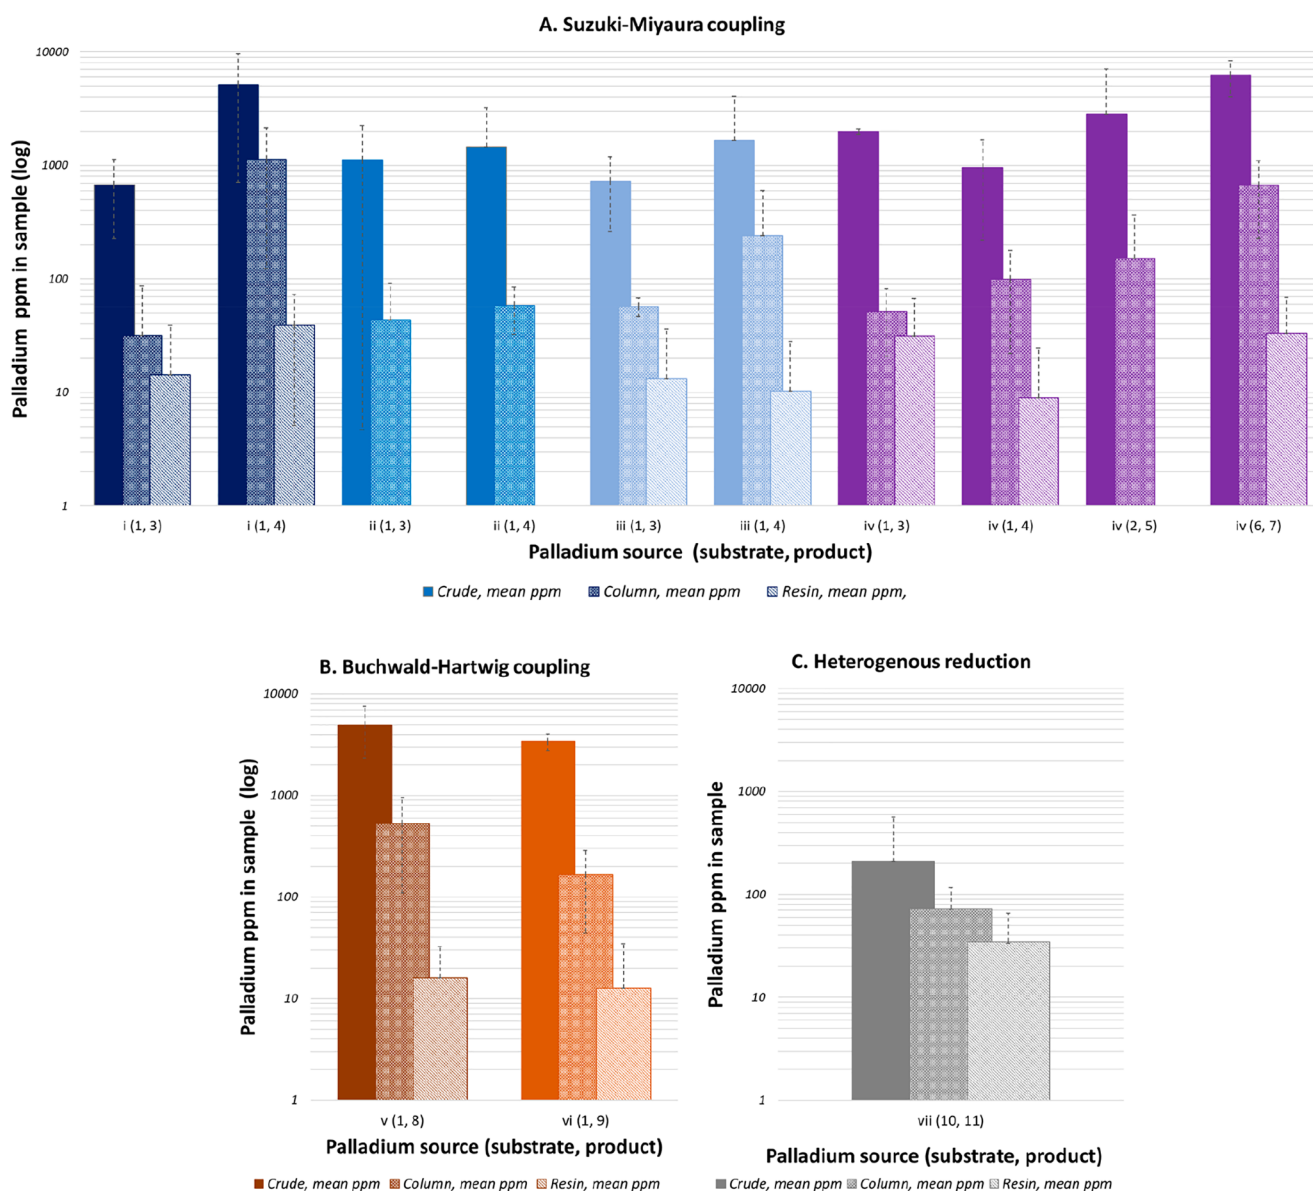 A. Suzuki-Miyaura coupling
Palladium ppm in sample (log)
10000
1000
100
10
1
i (1, 3) i (1, 4) ii (1, 3) ii (1, 4) iii (1, 3) iii (1, 4) iv (1, 3) iv (1, 4) iv (2, 5) iv (6, 7)
Palladium source (substrate, product)
Crude, mean ppm Column, mean ppm Resin, mean ppm,
B. Buchwald-Hartwig coupling
Palladium ppm in sample (log)
10000
1000
100
10
1
v (1, 8) vi (1, 9)
Palladium source (substrate, product)
Crude, mean ppm Column, mean ppm Resin, mean ppm
C. Heterogenous reduction
Palladium ppm in sample
10000
1000
100
10
1
vii (10, 11)
Palladium source (substrate, product)
Crude, mean ppm Column, mean ppm Resin, mean ppm